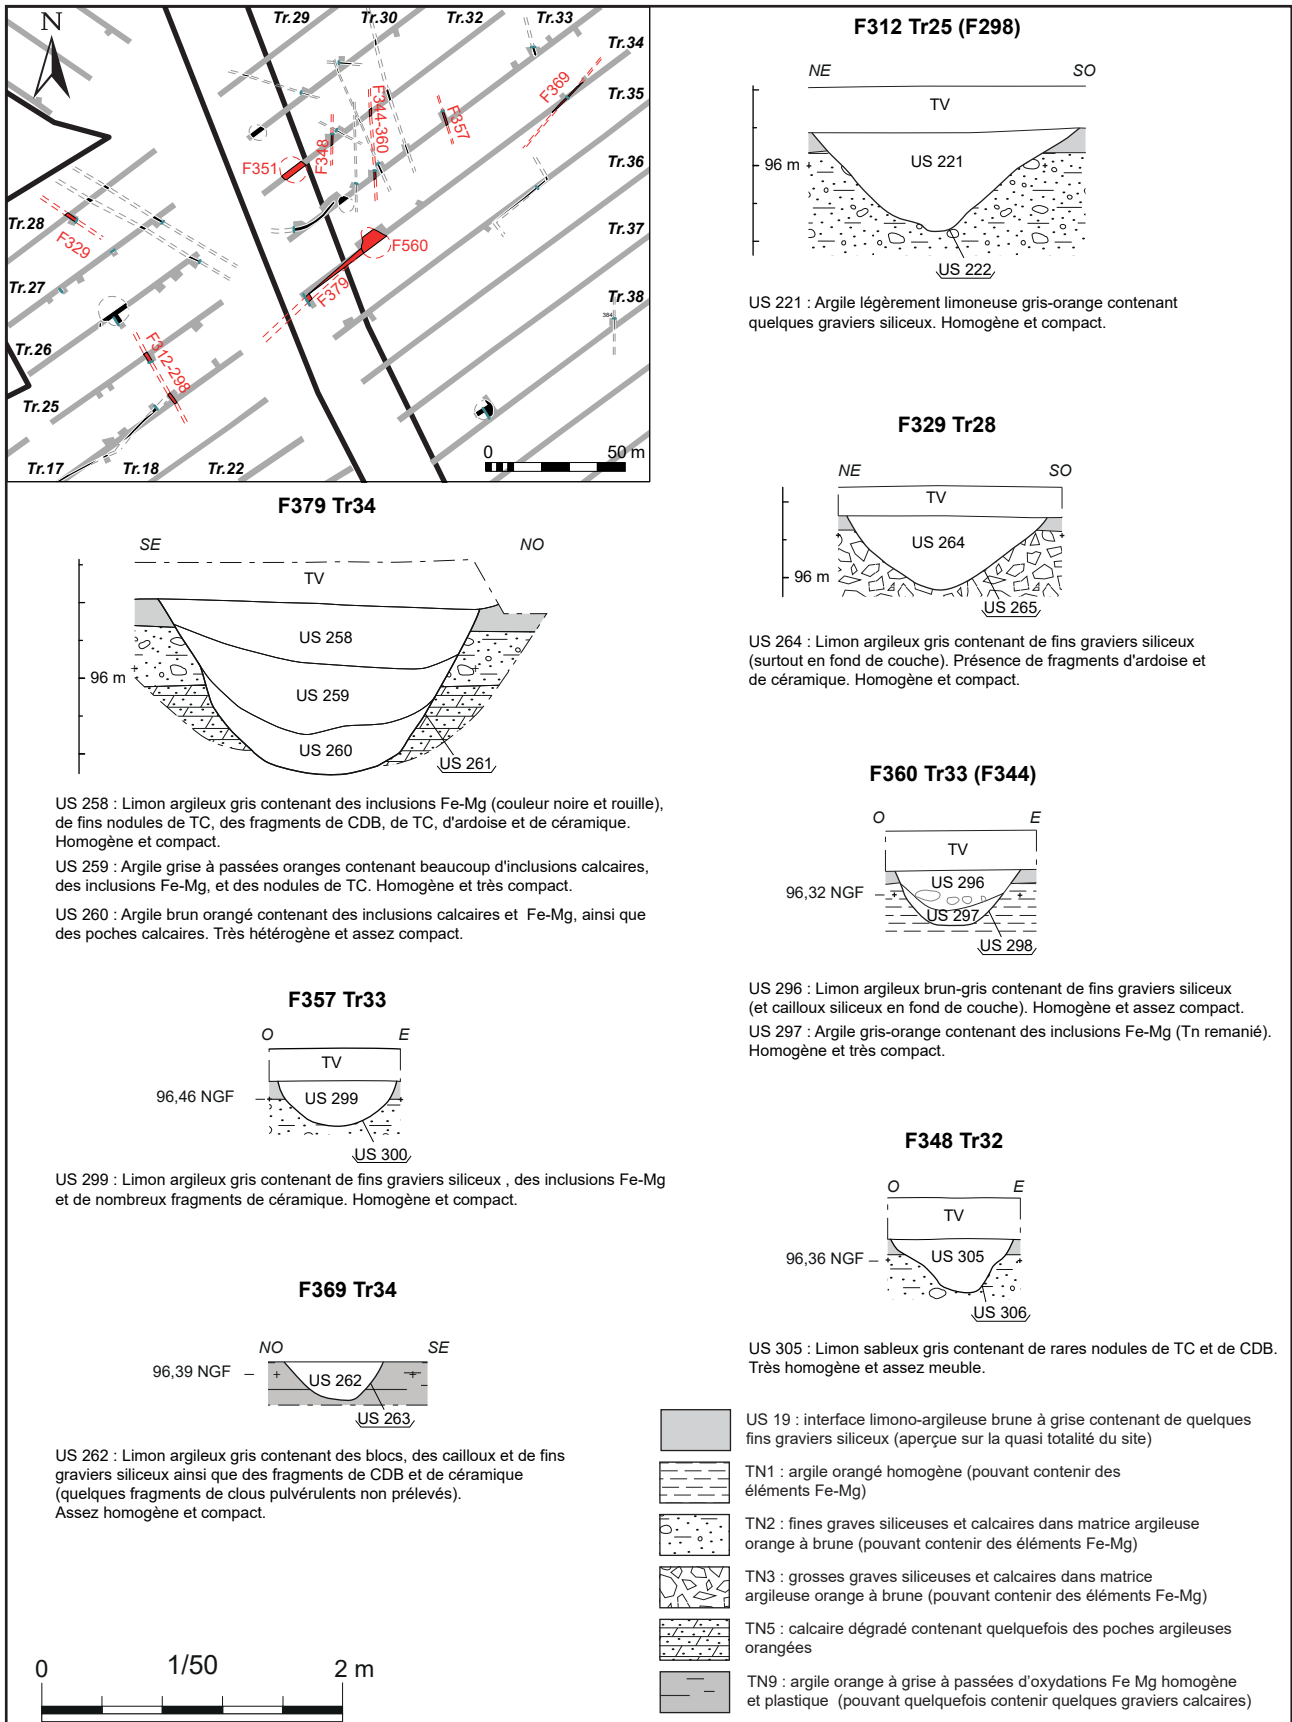 N
Tr.29
Tr.30
Tr.32
Tr.33
Tr.34
Tr.35
Tr.36
Tr.37
Tr.38
Tr.28
Tr.27
Tr.26
Tr.25
Tr.17
Tr.18
Tr.22
F351
F348
F344-360
F357
F369
F329
F560
F379
F312-298
384
0 50 m
F312 Tr25 (F298)
NE SO
TV
96 m
US 221
US 222
US 221 : Argile légèrement limoneuse gris-orange contenant
quelques graviers siliceux. Homogène et compact.
F329 Tr28
NE SO
TV
US 264
96 m
US 265
US 264 : Limon argileux gris contenant de fins graviers siliceux
(surtout en fond de couche). Présence de fragments d'ardoise et
de céramique. Homogène et compact.
F379 Tr34
SE NO
TV
US 258
96 m
US 259
US 260
US 261
US 258 : Limon argileux gris contenant des inclusions Fe-Mg (couleur noire et rouille),
de fins nodules de TC, des fragments de CDB, de TC, d'ardoise et de céramique.
Homogène et compact.
US 259 : Argile grise à passées oranges contenant beaucoup d'inclusions calcaires,
des inclusions Fe-Mg, et des nodules de TC. Homogène et très compact.
US 260 : Argile brun orangé contenant des inclusions calcaires et Fe-Mg, ainsi que
des poches calcaires. Très hétérogène et assez compact.
F360 Tr33 (F344)
O E
TV
US 296
96,32 NGF
US 297
US 298
US 296 : Limon argileux brun-gris contenant de fins graviers siliceux
(et cailloux siliceux en fond de couche). Homogène et assez compact.
US 297 : Argile gris-orange contenant des inclusions Fe-Mg (Tn remanié).
Homogène et très compact.
F357 Tr33
O E
TV
96,46 NGF
US 299
US 300
US 299 : Limon argileux gris contenant de fins graviers siliceux , des inclusions Fe-Mg
et de nombreux fragments de céramique. Homogène et compact.
F348 Tr32
O E
TV
96,36 NGF
US 305
US 306
US 305 : Limon sableux gris contenant de rares nodules de TC et de CDB.
Très homogène et assez meuble.
F369 Tr34
NO SE
96,39 NGF
US 262
US 263
US 262 : Limon argileux gris contenant des blocs, des cailloux et de fins
graviers siliceux ainsi que des fragments de CDB et de céramique
(quelques fragments de clous pulvérulents non prélevés).
Assez homogène et compact.
US 19 : interface limono-argileuse brune à grise contenant de quelques
fins graviers siliceux (aperçue sur la quasi totalité du site)
TN1 : argile orangé homogène (pouvant contenir des
éléments Fe-Mg)
TN2 : fines graves siliceuses et calcaires dans matrice argileuse
orange à brune (pouvant contenir des éléments Fe-Mg)
TN3 : grosses graves siliceuses et calcaires dans matrice
argileuse orange à brune (pouvant contenir des éléments Fe-Mg)
TN5 : calcaire dégradé contenant quelquefois des poches argileuses
orangées
TN9 : argile orange à grise à passées d’oxydations Fe Mg homogène
et plastique (pouvant quelquefois contenir quelques graviers calcaires)
0 1/50 2 m